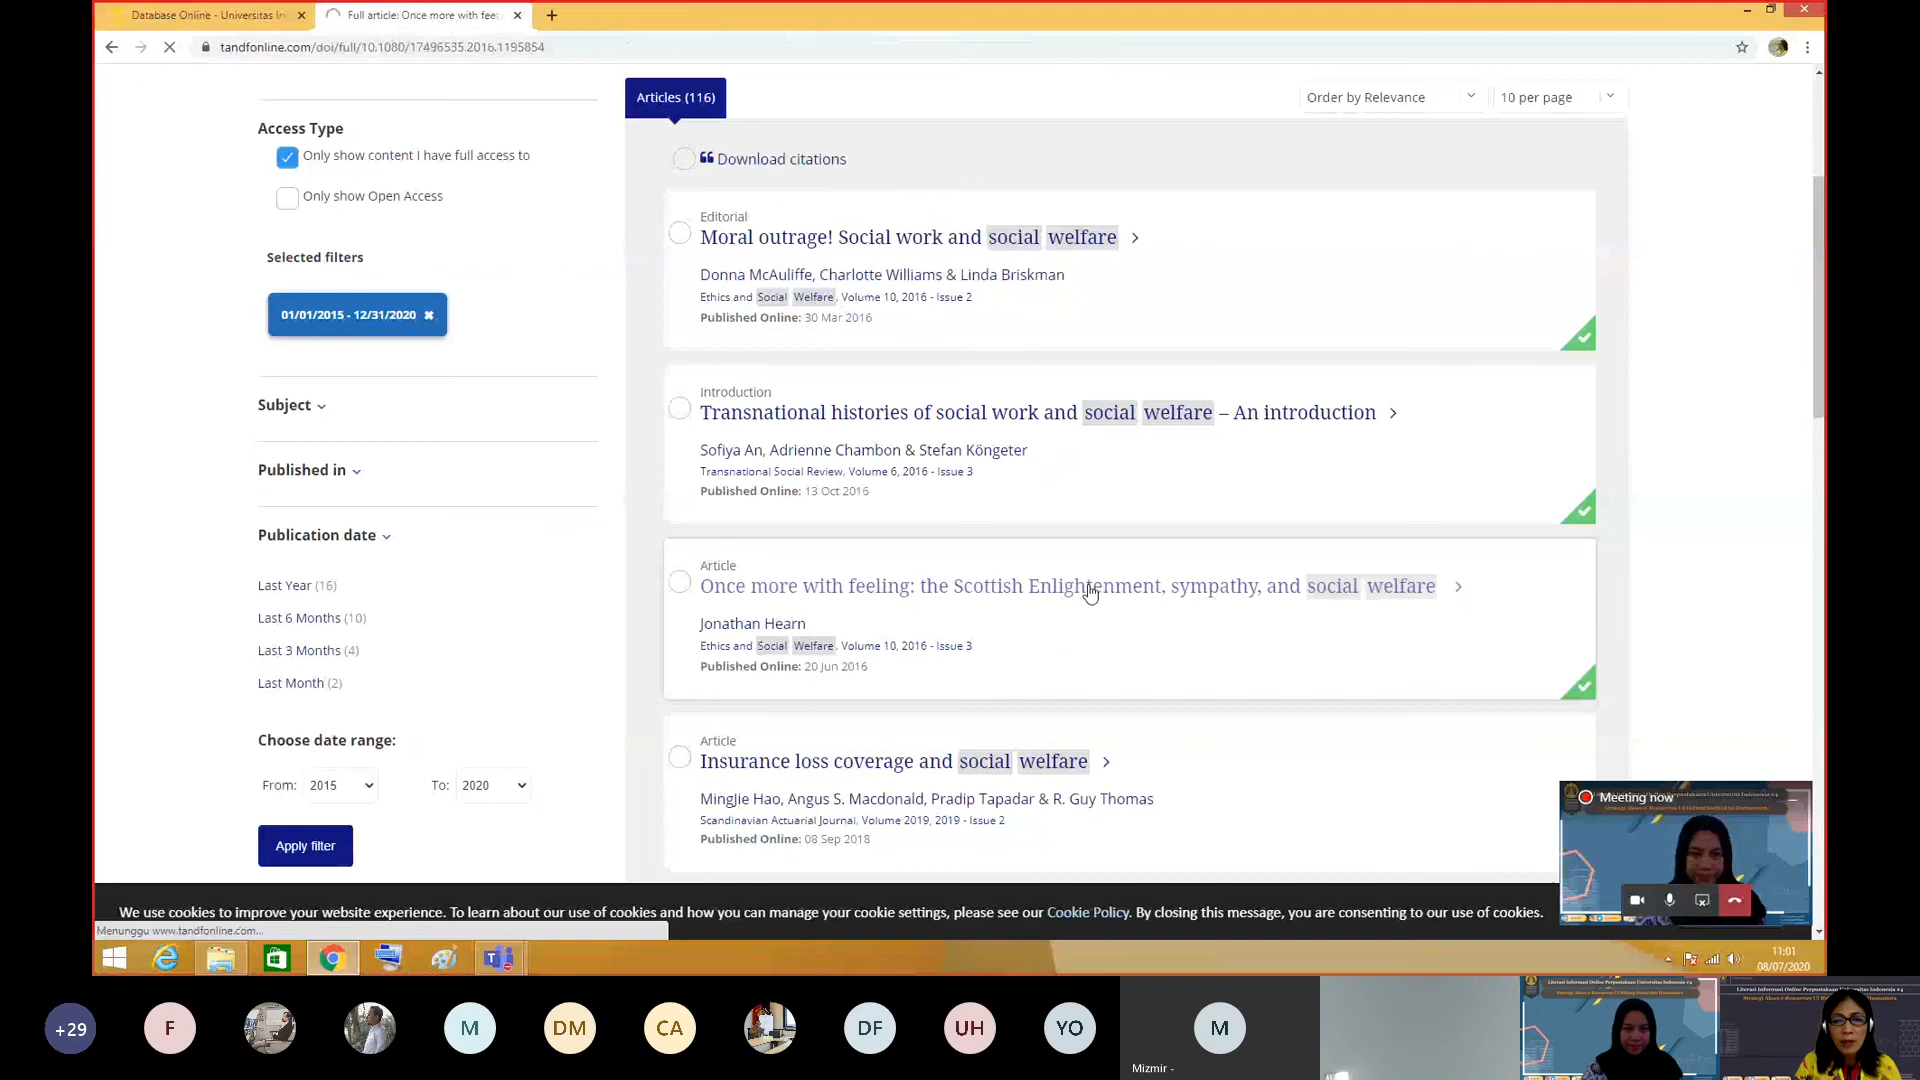 Database Online - Universitas In
Full article: Once more with feel
tandfonline.com/doi/full/10.1080/17496535.2016.1195854
Access Type
Only show content I have full access to
Only show Open Access
Selected filters
01/01/2015 - 12/31/2020
Subject
Published in
Publication date
Last Year (16)
Last 6 Months (10)
Last 3 Months (4)
Last Month (2)
Choose date range:
From: 2015 To: 2020
Apply filter
Articles (116)
Order by Relevance 10 per page
Download citations
Editorial
Moral outrage! Social work and social welfare
Donna McAuliffe, Charlotte Williams & Linda Briskman
Ethics and Social Welfare, Volume 10, 2016 - Issue 2
Published Online: 30 Mar 2016
Introduction
Transnational histories of social work and social welfare – An introduction
Sofiya An, Adrienne Chambon & Stefan Köngeter
Transnational Social Review, Volume 6, 2016 - Issue 3
Published Online: 13 Oct 2016
Article
Once more with feeling: the Scottish Enlightenment, sympathy, and social welfare
Jonathan Hearn
Ethics and Social Welfare, Volume 10, 2016 - Issue 3
Published Online: 20 Jun 2016
Article
Insurance loss coverage and social welfare
MingJie Hao, Angus S. Macdonald, Pradip Tapadar & R. Guy Thomas
Scandinavian Actuarial Journal, Volume 2019, 2019 - Issue 2
Published Online: 08 Sep 2018
Meeting now
We use cookies to improve your website experience. To learn about our use of cookies and how you can manage your cookie settings, please see our Cookie Policy. By closing this message, you are consenting to our use of cookies.
Menunggu www.tandfonline.com...
11:01
08/07/2020
+29
F
M
DM
CA
DF
UH
YO
M
Mizmir -
Literasi Informasi Online Perpustakaan Universitas Indonesia #4